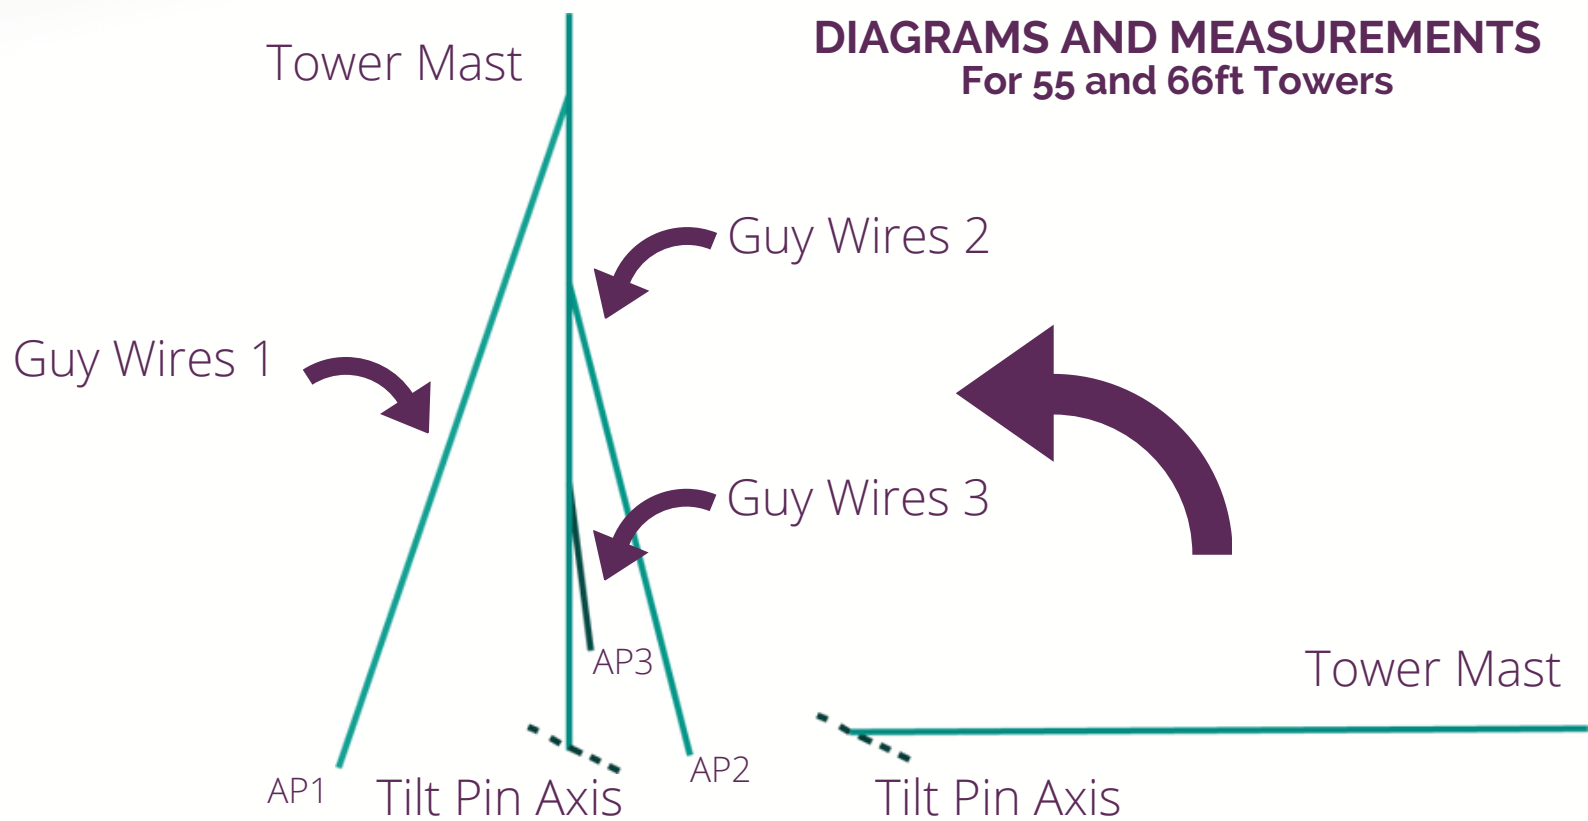 DIAGRAMS AND MEASUREMENTS
For 55 and 66ft Towers
Tower Mast
Guy Wires 2
Guy Wires 1
Guy Wires 3
AP3
Tower Mast
AP2
AP1
Tilt Pin Axis
Tilt Pin Axis